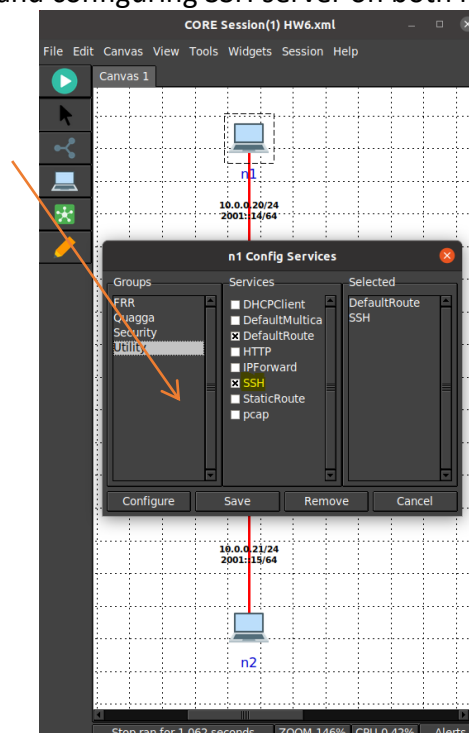 and configuring SSH server on both
CORE Session(1) HW6.xml
File Edit Canvas View Tools Widgets Session Help
Canvas 1
n1
10.0.0.20/24
2001::14/64
n1 Config Services
Groups
FRR
Quagga
Security
Utility
Services
DHCPClient
DefaultMultica
DefaultRoute
HTTP
IPForward
SSH
StaticRoute
pcap
Selected
DefaultRoute
SSH
Configure Save Remove Cancel
10.0.0.21/24
2001::15/64
n2
Stop ran for 1.062 seconds ZOOM 146% CPU 0.42% Alerts